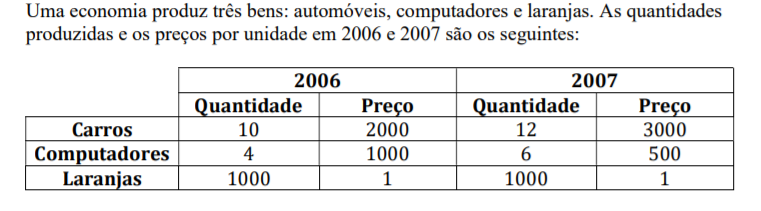 Uma economia produz três bens: automóveis, computadores e laranjas. As quantidades
produzidas e os preços por unidade em 2006 e 2007 são os seguintes:
2006 2007
Quantidade Preço Quantidade Preço
Carros 10 2000 12 3000
Computadores 4 1000 6 500
Laranjas 1000 1 1000 1